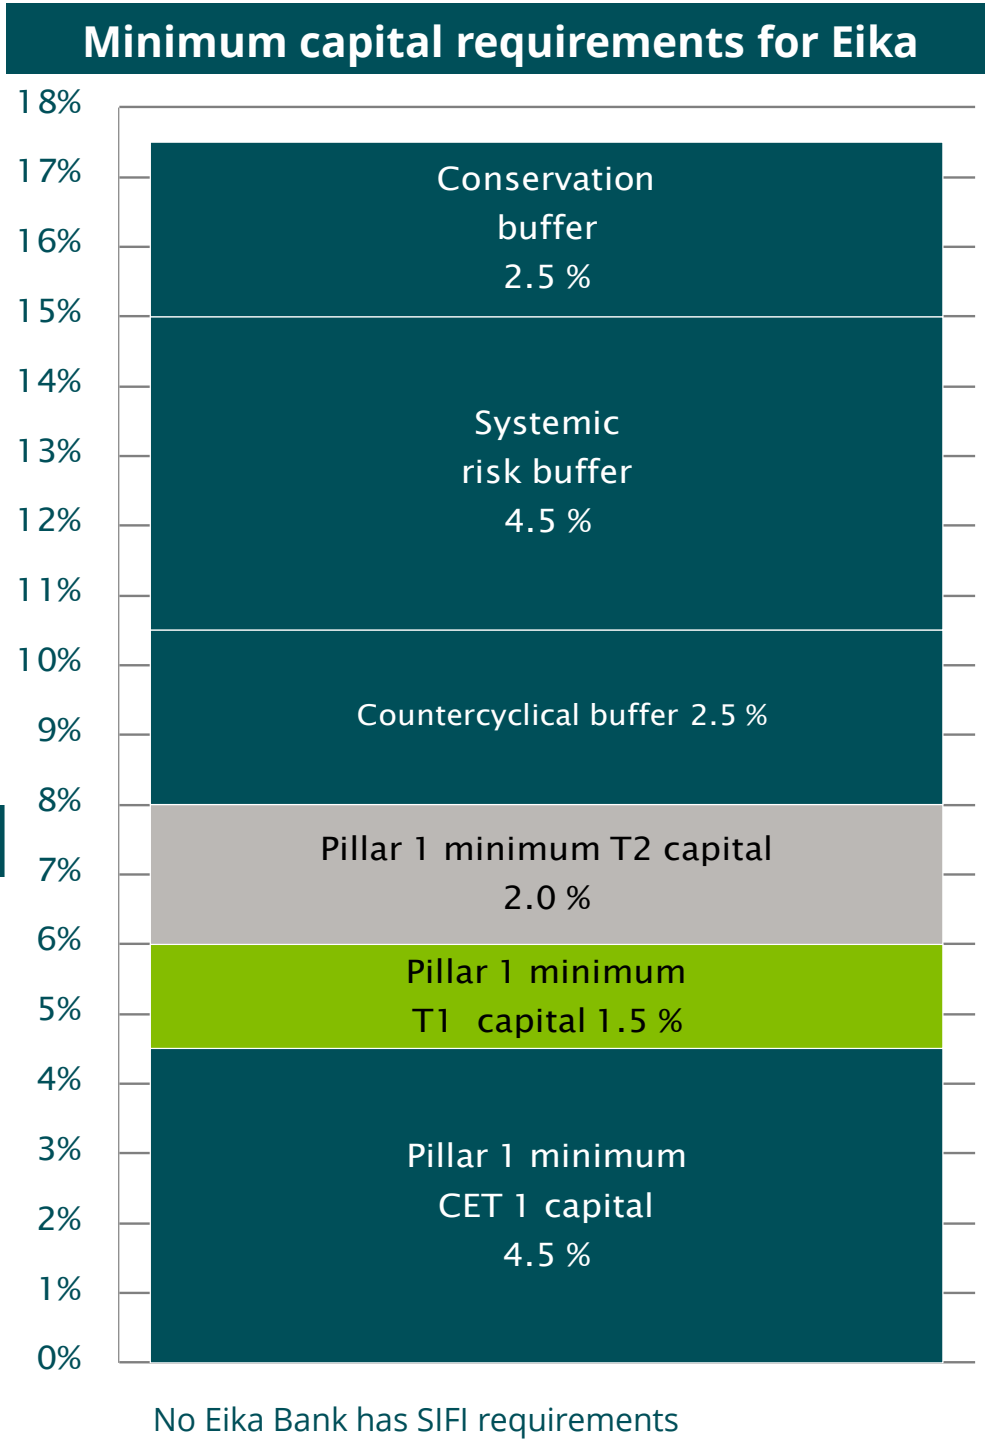 Minimum capital requirements for Eika
18%
17%
16%
15%
14%
13%
12%
11%
10%
9%
8%
7%
6%
5%
4%
3%
2%
1%
0%
Conservation
buffer
2.5 %
Systemic
risk buffer
4.5 %
Countercyclical buffer 2.5 %
Pillar 1 minimum T2 capital
2.0 %
Pillar 1 minimum
T1 capital 1.5 %
Pillar 1 minimum
CET 1 capital
4.5 %
No Eika Bank has SIFI requirements